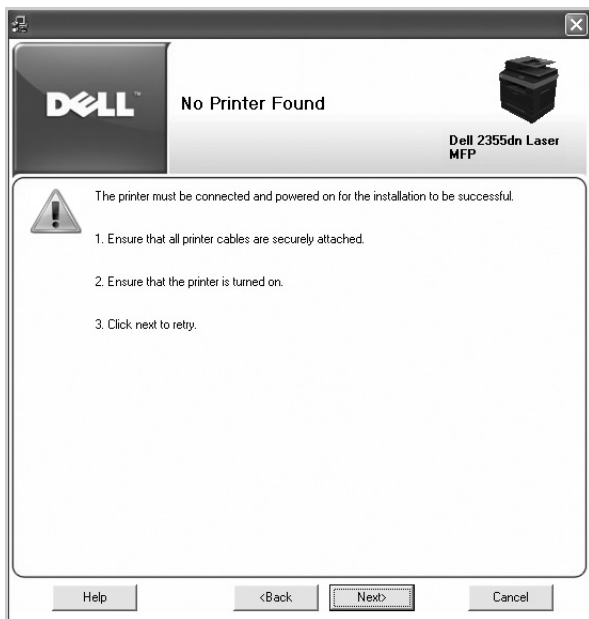 DELL™
No Printer Found
Dell 2355dn Laser
MFP
The printer must be connected and powered on for the installation to be successful.
1. Ensure that all printer cables are securely attached.
2. Ensure that the printer is turned on.
3. Click next to retry.
Help
<Back
Next>
Cancel